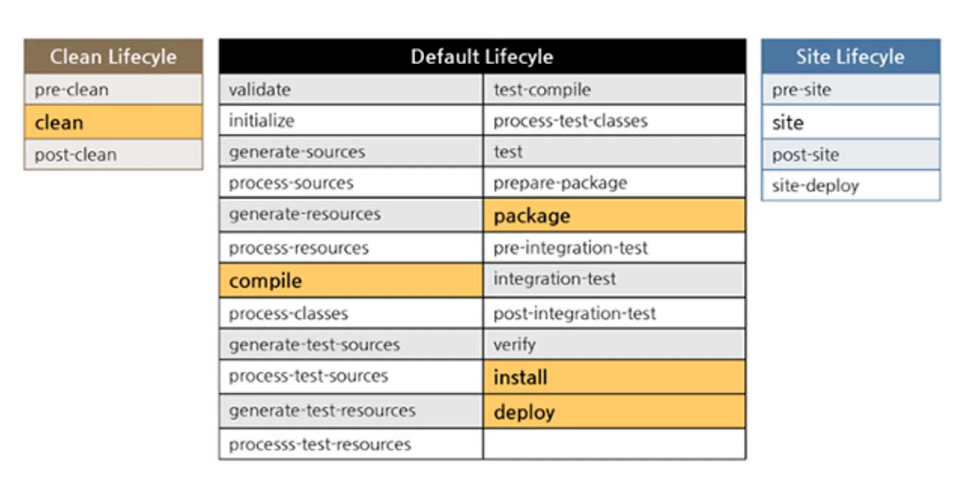 Clean Lifecyle
pre-clean
clean
post-clean
Default Lifecyle
validate
initialize
generate-sources
process-sources
generate-resources
process-resources
compile
process-classes
generate-test-sources
process-test-sources
generate-test-resources
processs-test-resources
test-compile
process-test-classes
test
prepare-package
package
pre-integration-test
integration-test
post-integration-test
verify
install
deploy
Site Lifecyle
pre-site
site
post-site
site-deploy